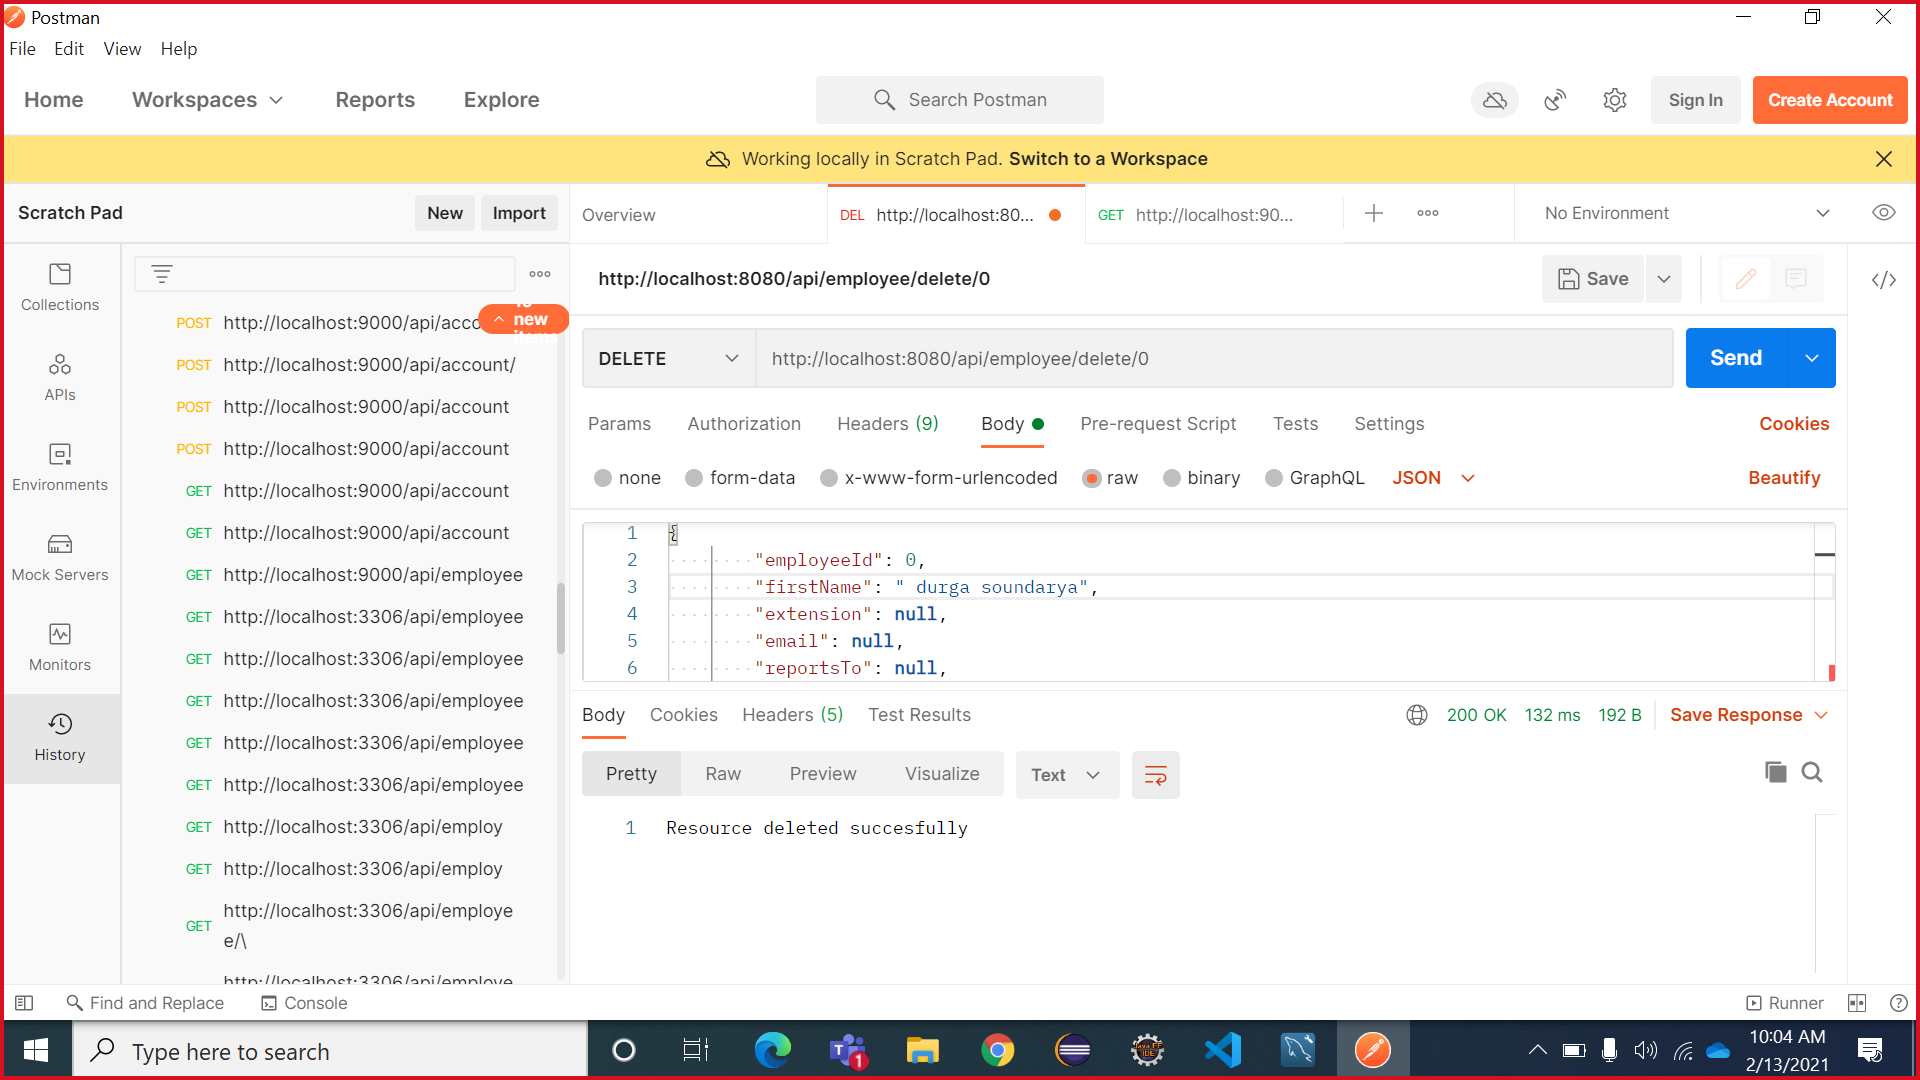 Postman
File Edit View Help
Home Workspaces Reports Explore
Search Postman
Sign In
Create Account
Working locally in Scratch Pad. Switch to a Workspace
Scratch Pad
New
Import
Overview
DEL http://localhost:80...
GET http://localhost:90...
No Environment
Collections
APIs
Environments
Mock Servers
Monitors
History
new
items
POST http://localhost:9000/api/acco
POST http://localhost:9000/api/account/
POST http://localhost:9000/api/account
POST http://localhost:9000/api/account
GET http://localhost:9000/api/account
GET http://localhost:9000/api/account
GET http://localhost:9000/api/employee
GET http://localhost:3306/api/employee
GET http://localhost:3306/api/employee
GET http://localhost:3306/api/employee
GET http://localhost:3306/api/employee
GET http://localhost:3306/api/employee
GET http://localhost:3306/api/employ
GET http://localhost:3306/api/employ
GET http://localhost:3306/api/employe
e/\
http://localhost:3306/api/employe
http://localhost:8080/api/employee/delete/0
Save
DELETE
http://localhost:8080/api/employee/delete/0
Send
Params Authorization Headers (9) Body Pre-request Script Tests Settings
Cookies
none form-data x-www-form-urlencoded raw binary GraphQL JSON
Beautify
1 {
2 "employeeId": 0,
3 "firstName": " durga soundarya",
4 "extension": null,
5 "email": null,
6 "reportsTo": null,
Body Cookies Headers (5) Test Results
200 OK 132 ms 192 B Save Response
Pretty Raw Preview Visualize Text
1 Resource deleted succesfully
Find and Replace Console
Runner
Type here to search
1
Java EE
IDE
10:04 AM
2/13/2021